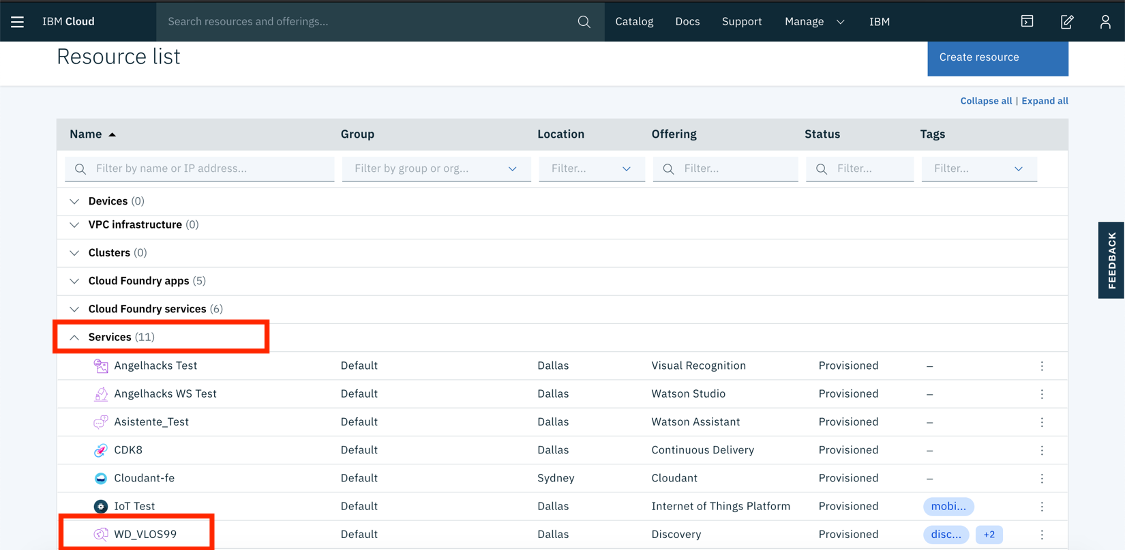 IBM Cloud Search resources and offerings... Catalog Docs Support Manage IBM
Resource list
Create resource
Collapse all | Expand all
Name Group Location Offering Status Tags
Filter by name or IP address... Filter by group or org... Filter... Filter... Filter... Filter...
Devices (0)
VPC infrastructure (0)
Clusters (0)
Cloud Foundry apps (5)
Cloud Foundry services (6)
Services (11)
Angelhacks Test Default Dallas Visual Recognition Provisioned –
Angelhacks WS Test Default Dallas Watson Studio Provisioned –
Asistente_Test Default Dallas Watson Assistant Provisioned –
CDK8 Default Dallas Continuous Delivery Provisioned –
Cloudant-fe Default Sydney Cloudant Provisioned –
IoT Test Default Dallas Internet of Things Platform Provisioned mobi...
WD_VLOS99 Default Dallas Discovery Provisioned disc... +2
FEEDBACK